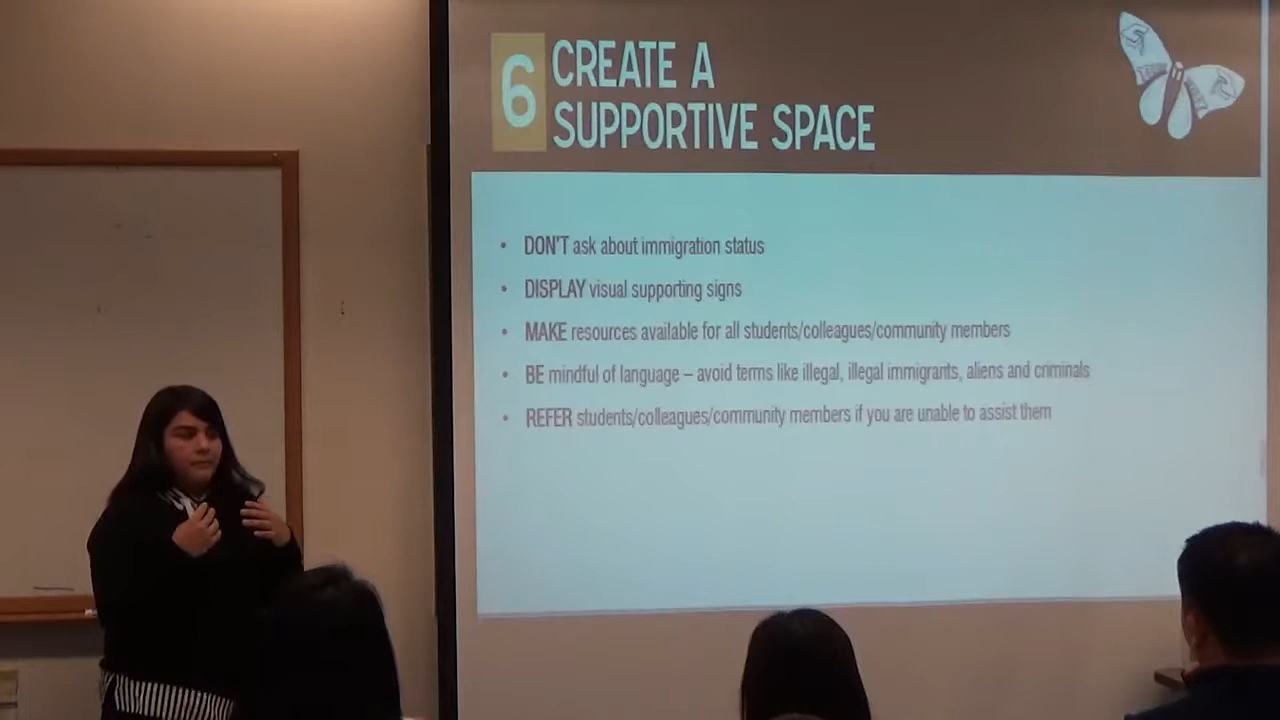 6 CREATE A
SUPPORTIVE SPACE
• DON'T ask about immigration status
• DISPLAY visual supporting signs
• MAKE resources available for all students/colleagues/community members
• BE mindful of language – avoid terms like illegal, illegal immigrants, aliens and criminals
• REFER students/colleagues/community members if you are unable to assist them